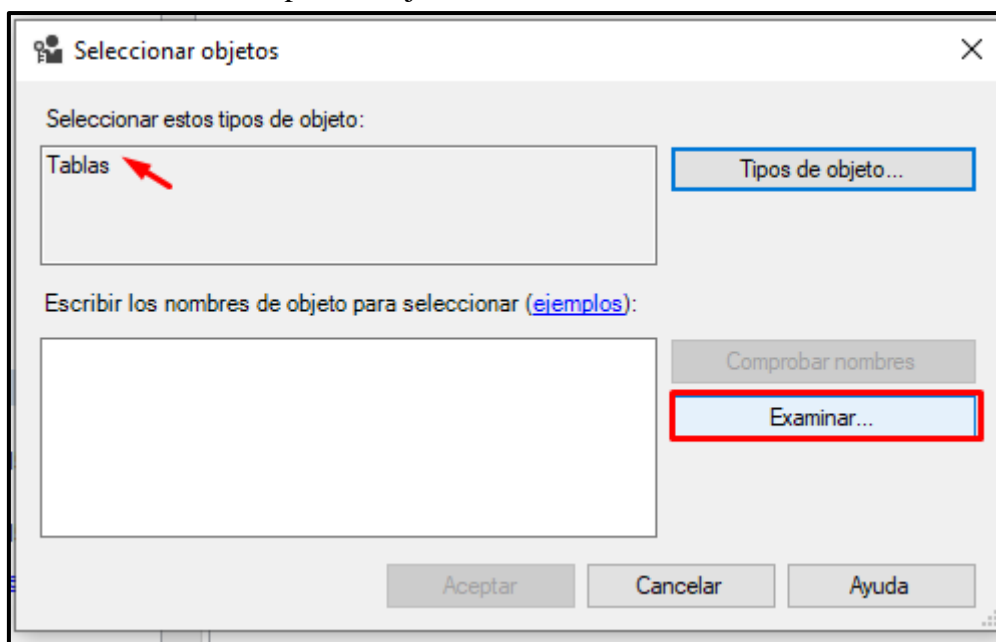 Seleccionar objetos
Seleccionar estos tipos de objeto:
Tablas
Tipos de objeto...
Escribir los nombres de objeto para seleccionar (ejemplos):
Comprobar nombres
Examinar...
Aceptar
Cancelar
Ayuda